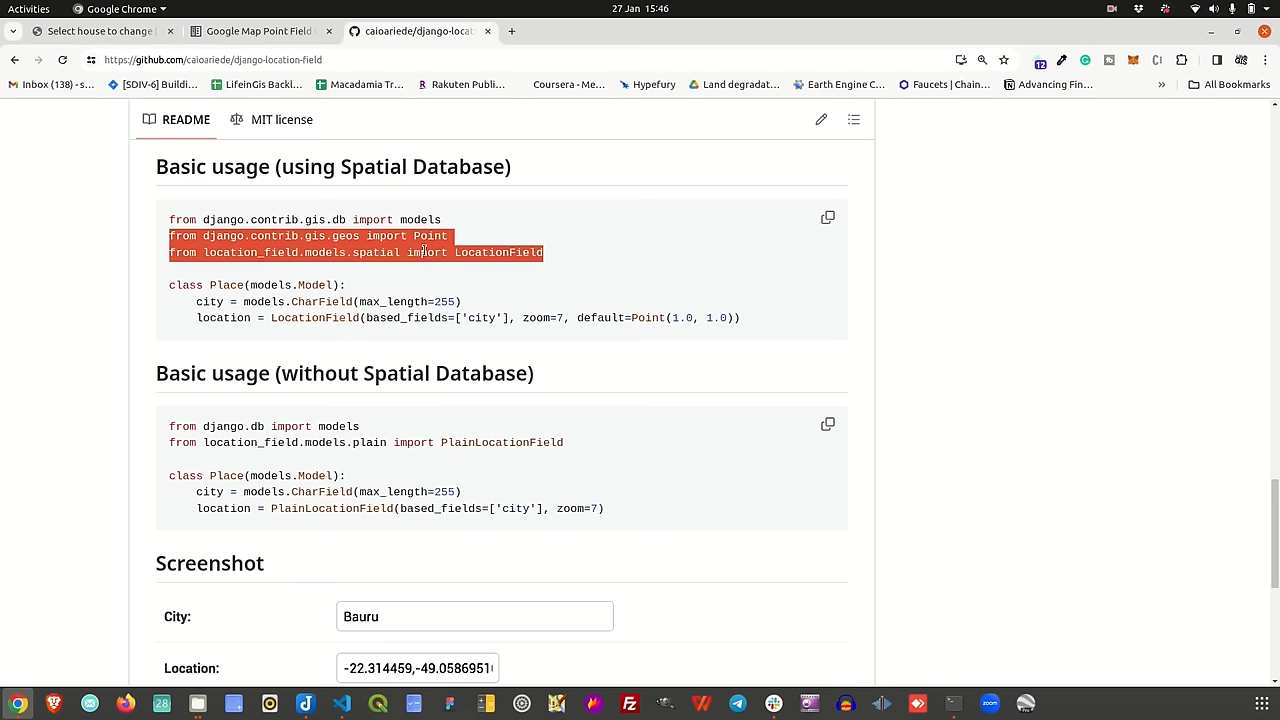 Activities
Google Chrome
27 Jan 15:46
Select house to change
Google Map Point Field
caioariede/django-locat
https://github.com/caioariede/django-location-field
12
Inbox (138) - s...
[SDIV-6] Buildi...
LifeinGis Backl...
Macadamia Tr...
Rakuten Publi...
Coursera – Me...
Hypefury
Land degradat...
Earth Engine C...
Faucets | Chain...
Advancing Fin...
»
All Bookmarks
README
MIT license
Basic usage (using Spatial Database)
from django.contrib.gis.db import models
from django.contrib.gis.geos import Point
from location_field.models.spatial import LocationField
class Place(models.Model):
city = models.CharField(max_length=255)
location = LocationField(based_fields=['city'], zoom=7, default=Point(1.0, 1.0))
Basic usage (without Spatial Database)
from django.db import models
from location_field.models.plain import PlainLocationField
class Place(models.Model):
city = models.CharField(max_length=255)
location = PlainLocationField(based_fields=['city'], zoom=7)
Screenshot
City:
Bauru
Location:
-22.314459,-49.0586951
28
zoom